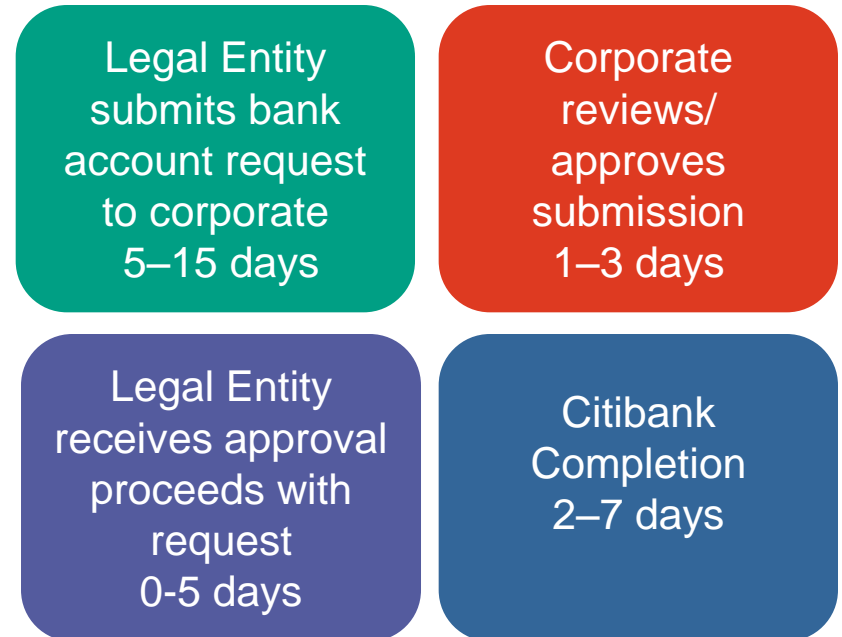 Legal Entity
submits bank
account request
to corporate
5–15 days
Corporate
reviews/
approves
submission
1–3 days
Legal Entity
receives approval
proceeds with
request
0-5 days
Citibank
Completion
2–7 days